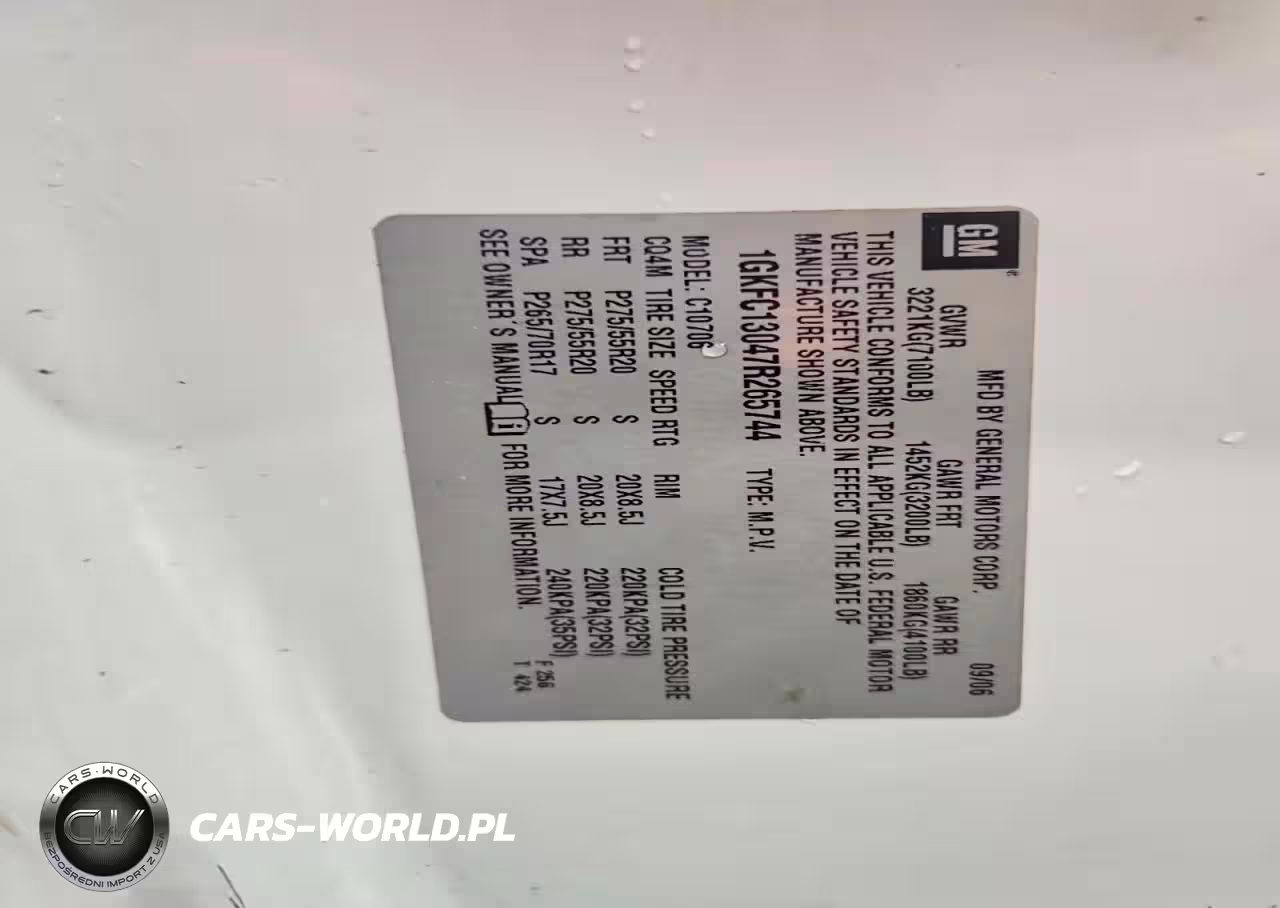 GM
MFD BY GENERAL MOTORS CORP. 09/06
GVWR GAWR FRT GAWR RR
3221KG(7100LB) 1452KG(3200LB) 1860KG(4100LB)
THIS VEHICLE CONFORMS TO ALL APPLICABLE U.S. FEDERAL MOTOR
VEHICLE SAFETY STANDARDS IN EFFECT ON THE DATE OF
MANUFACTURE SHOWN ABOVE.
1GKFC13047R265744 TYPE: M.P.V.
MODEL: C10706
CQ4M TIRE SIZE SPEED RTG RIM COLD TIRE PRESSURE
FRT P275/55R20 S 20X8.5J 220KPA(32PSI)
RR P275/55R20 S 20X8.5J 220KPA(32PSI)
SPA P265/70R17 S 17X7.5J 240KPA(35PSI)
SEE OWNER'S MANUAL FOR MORE INFORMATION.
F 256
T 424
CARS-WORLD
CW
BEZPOŚREDNI IMPORT Z USA
CARS-WORLD.PL